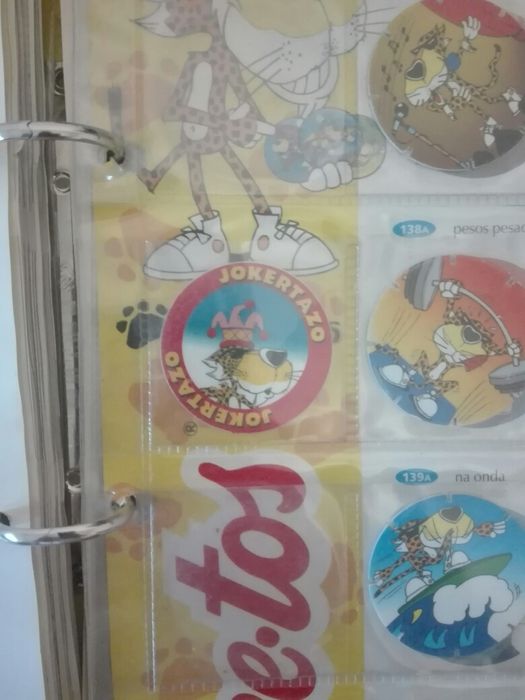 138A pesos pesad
JOKERTAZO
JOKERTAZO
®
139A na onda
e·tos